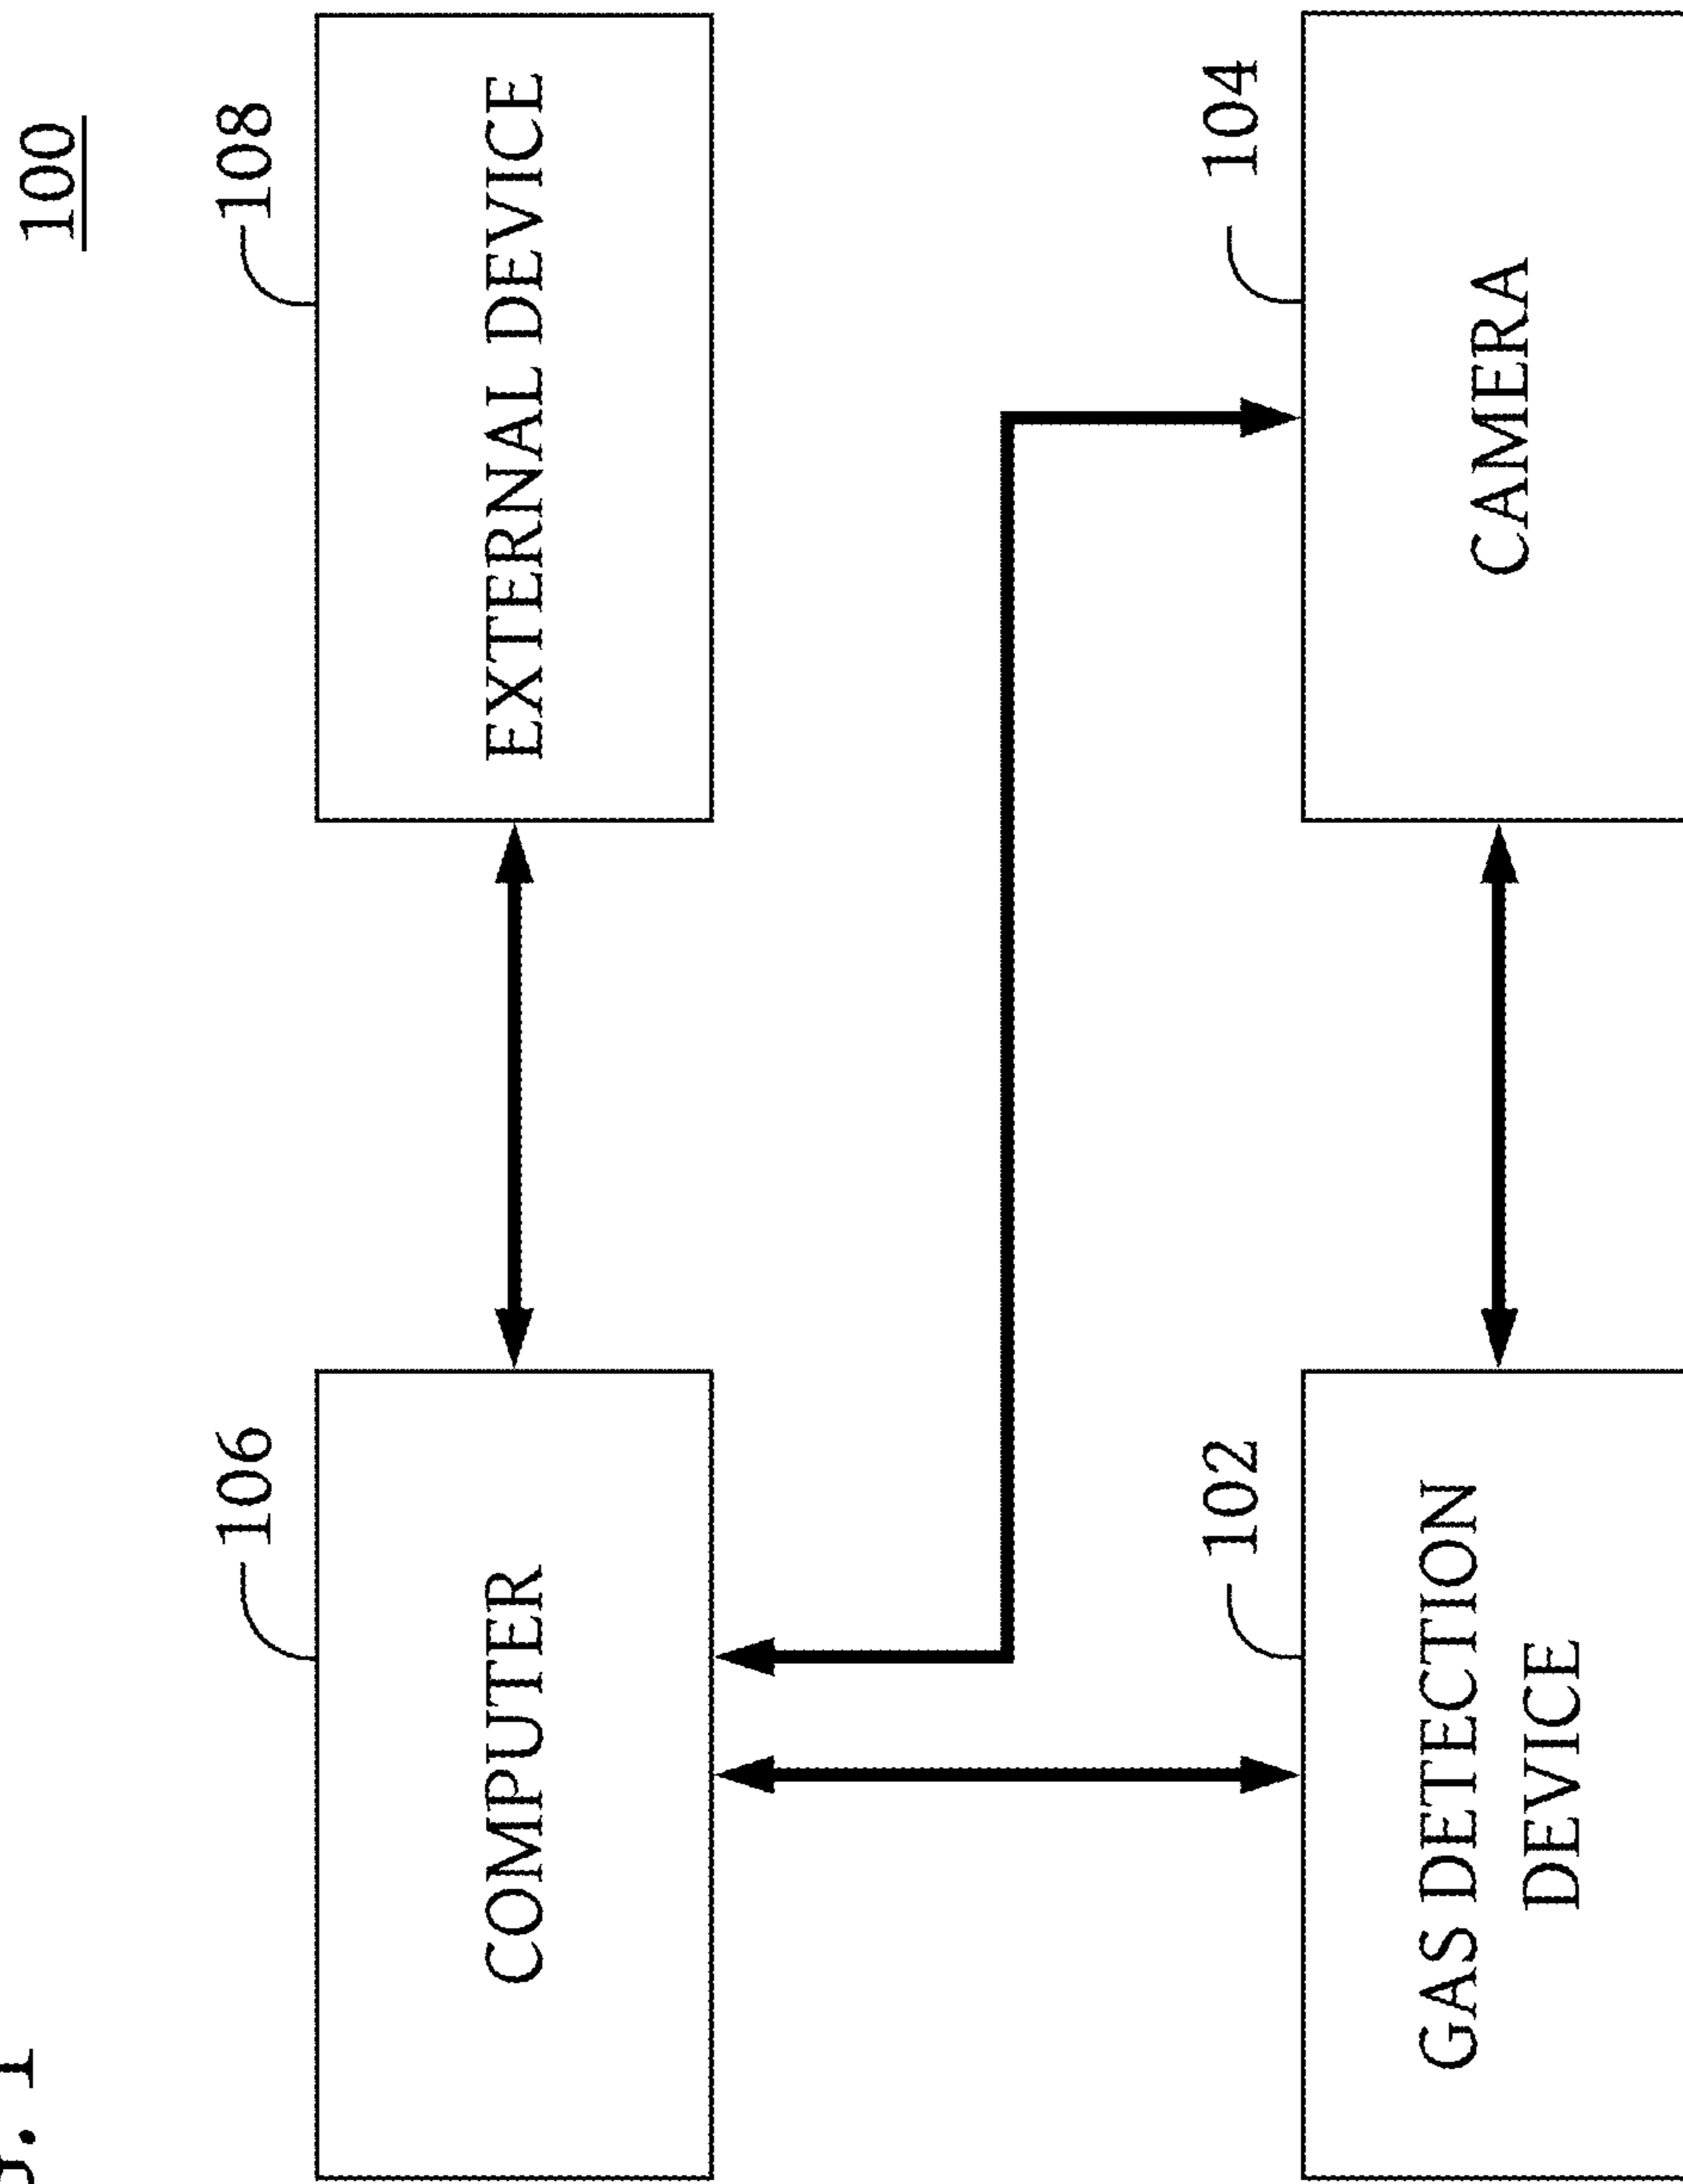 100
106
108
COMPUTER
EXTERNAL DEVICE
102
104
GAS DETECTION
DEVICE
CAMERA